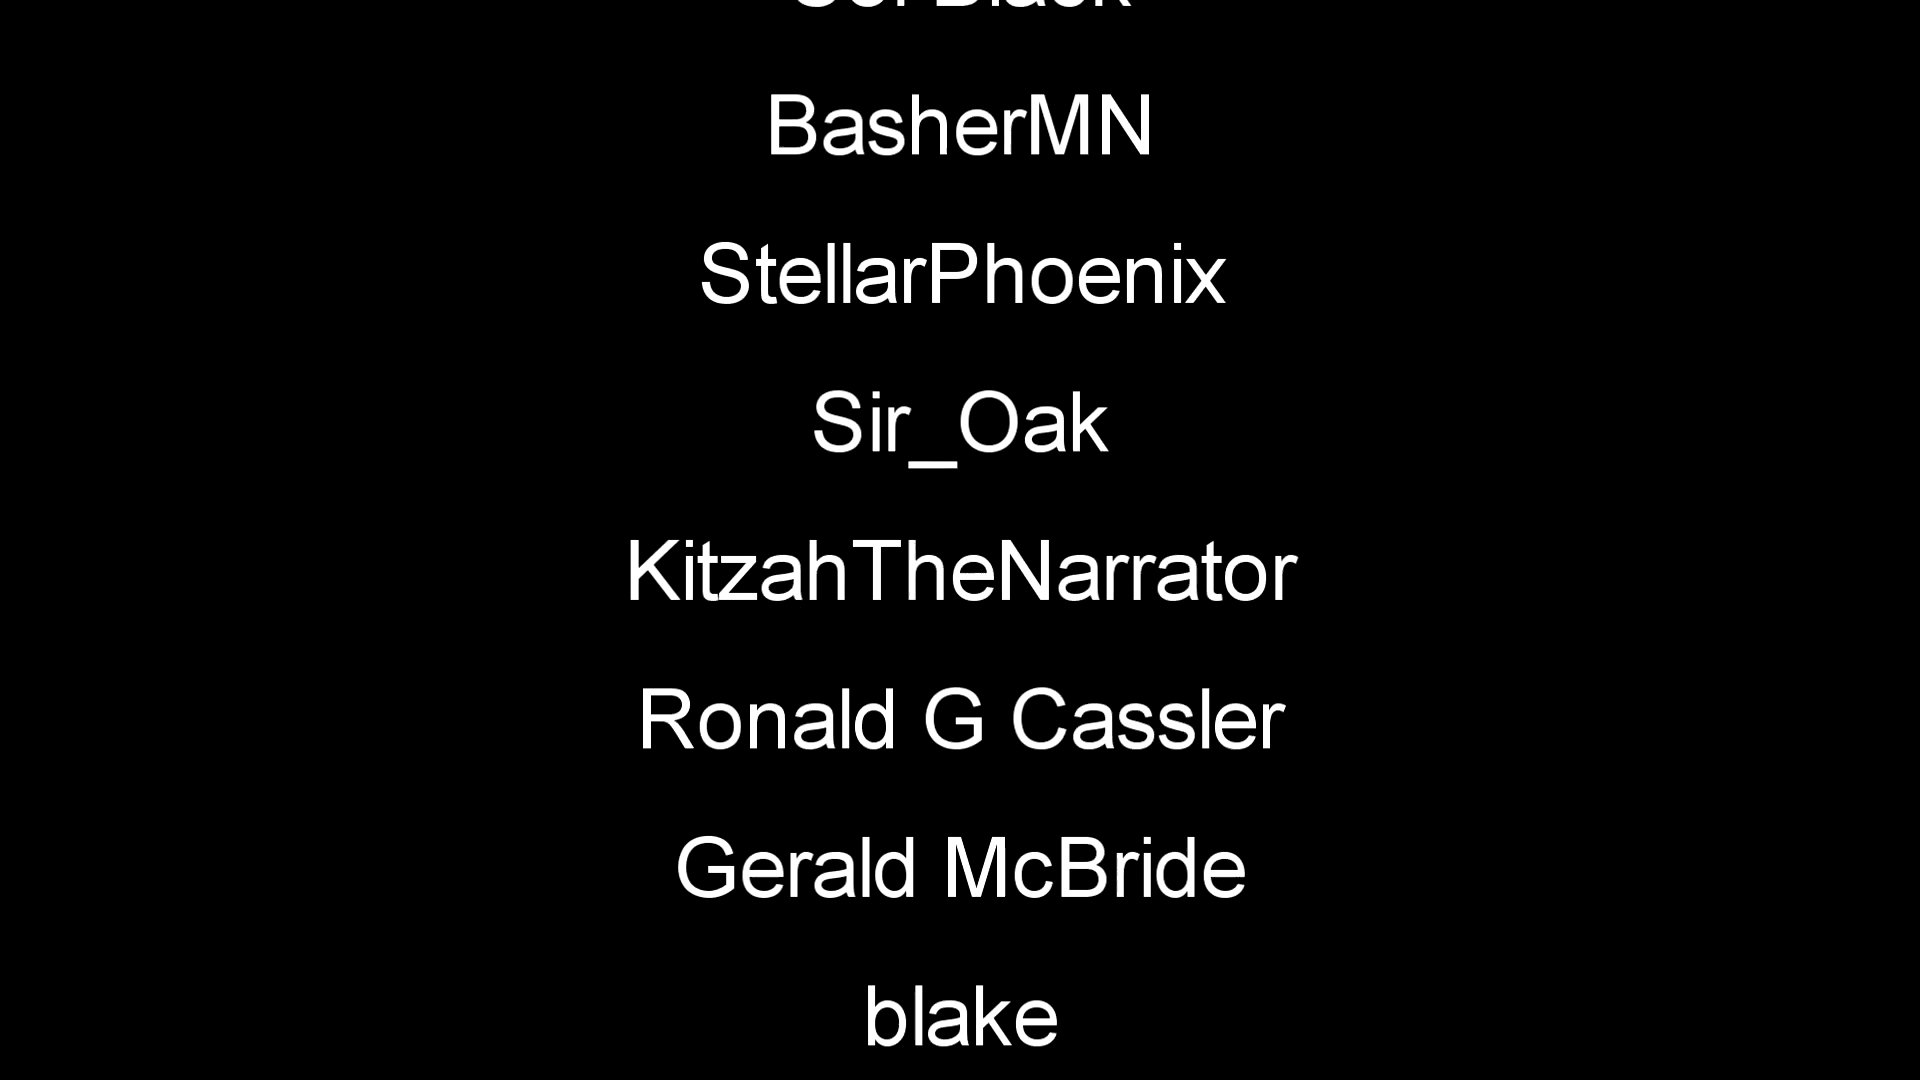 BasherMN
StellarPhoenix
Sir_Oak
KitzahTheNarrator
Ronald G Cassler
Gerald McBride
blake